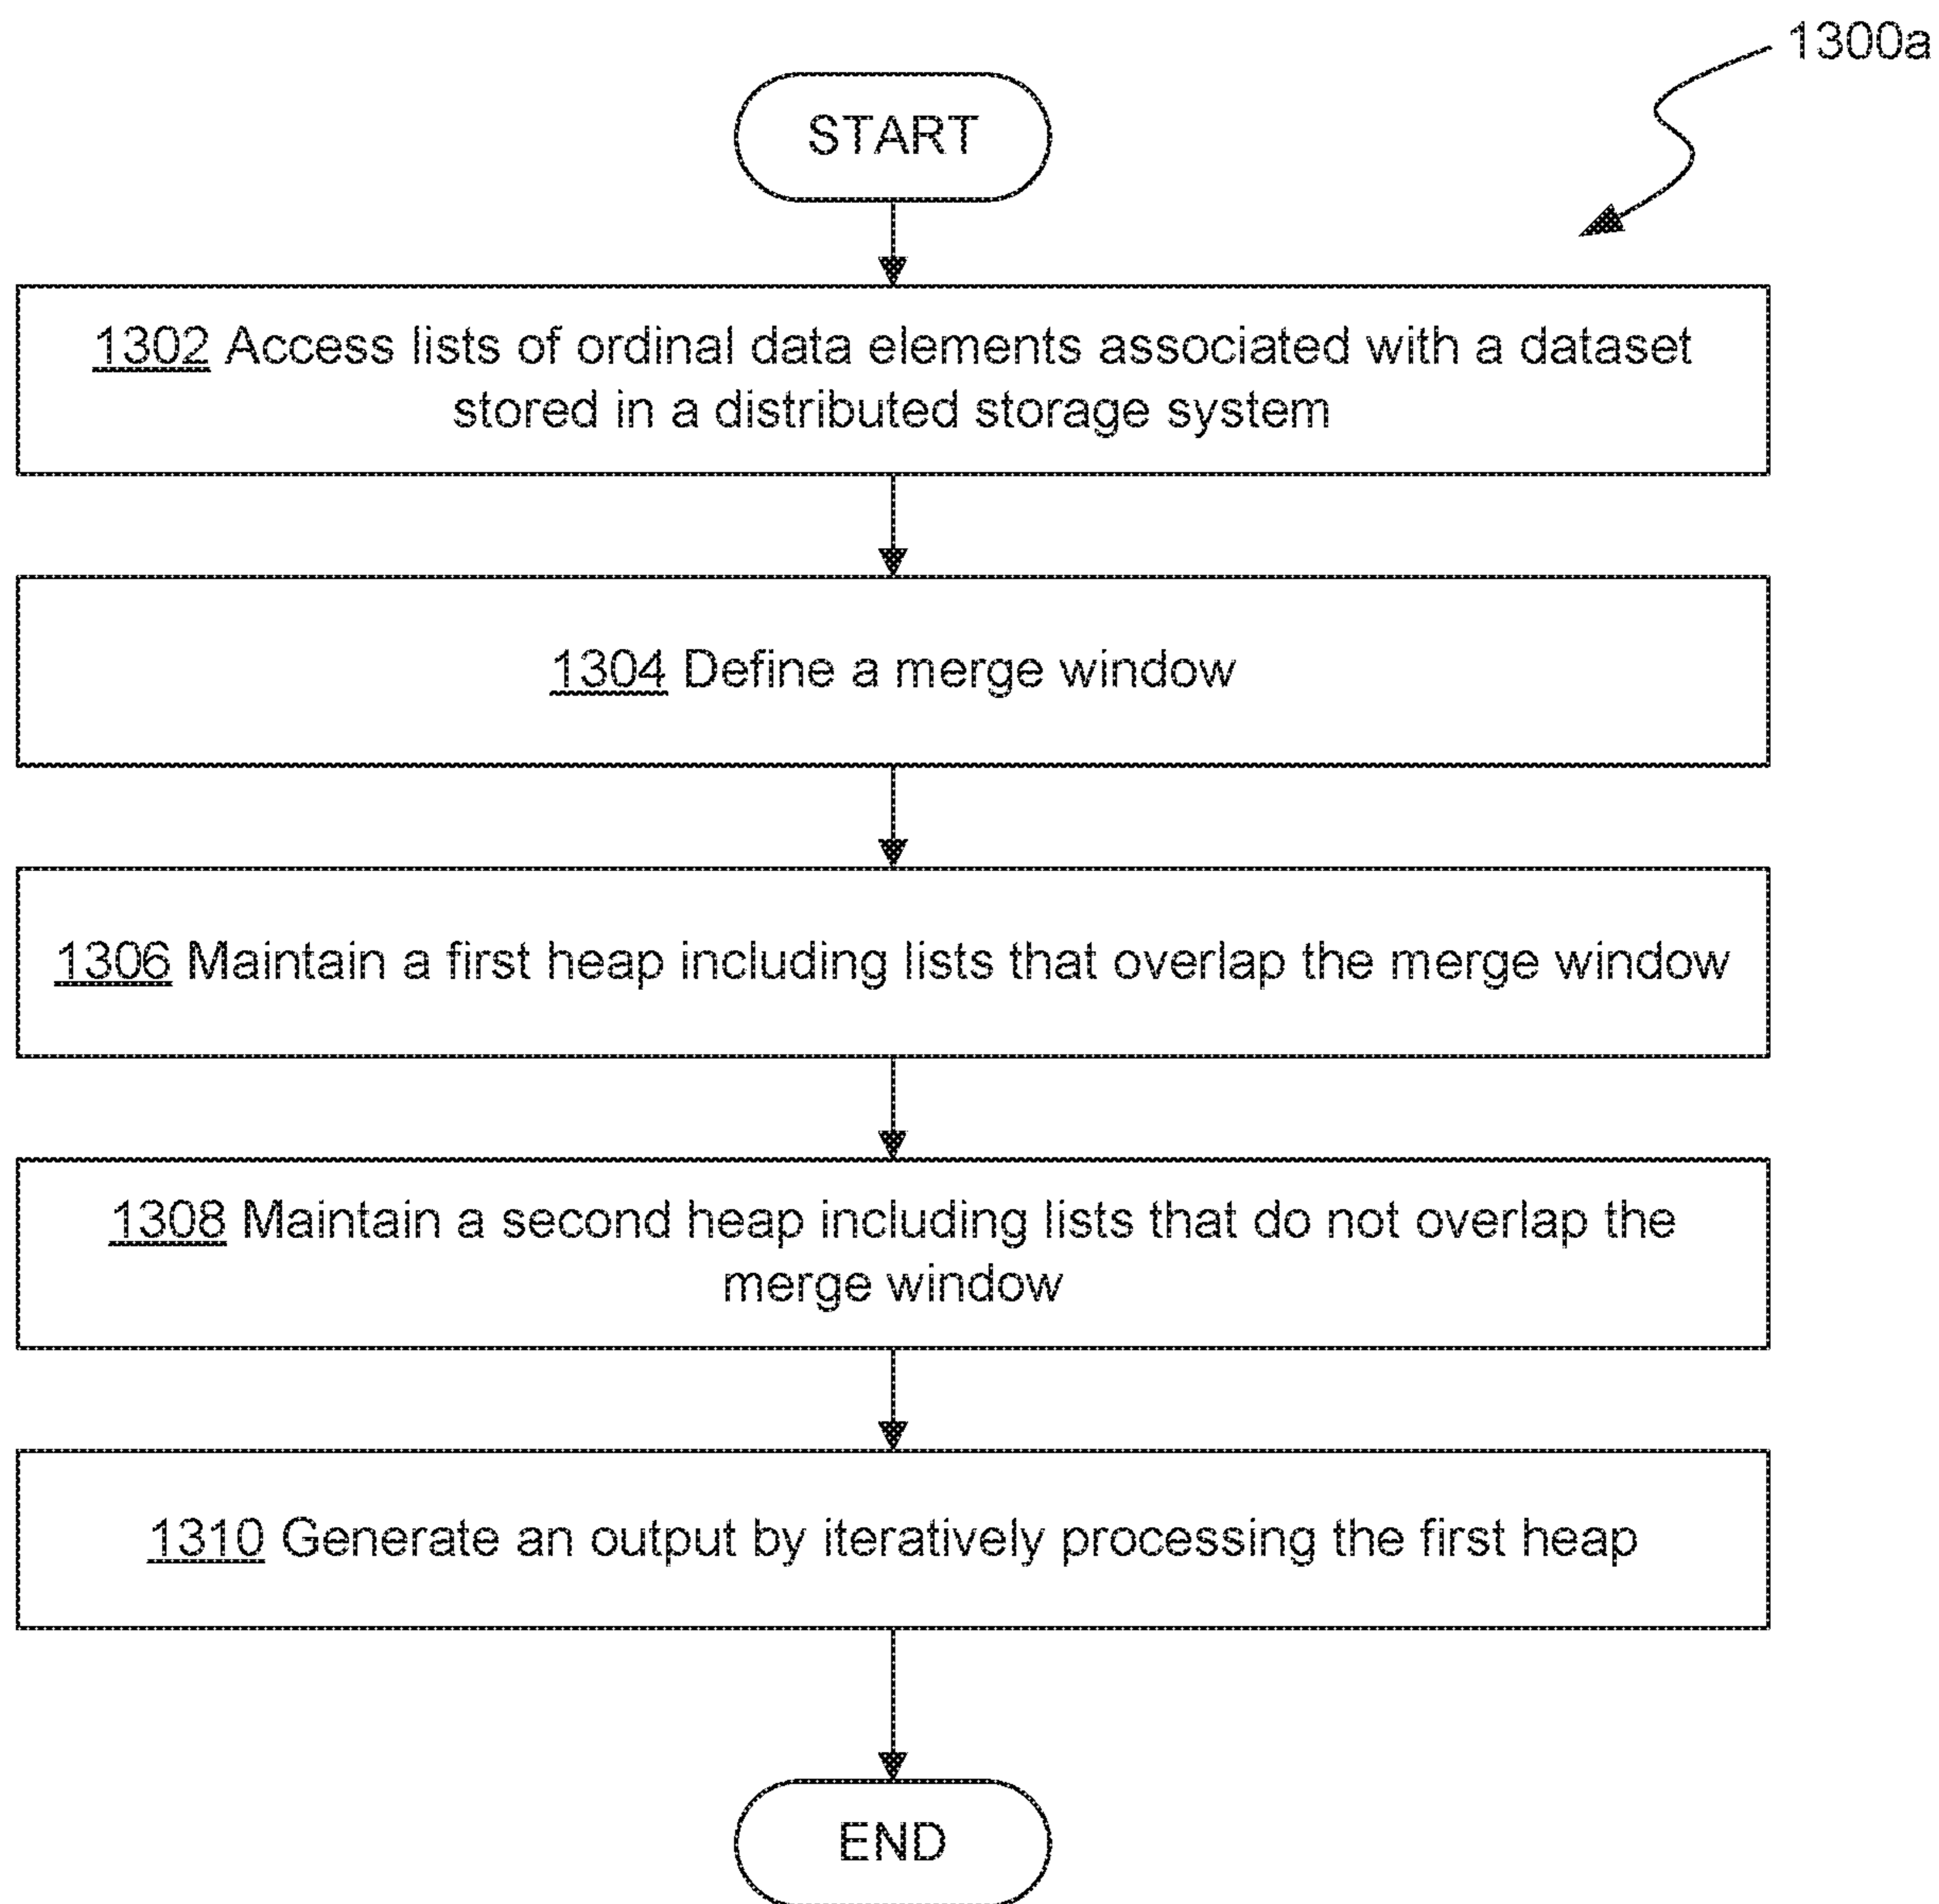 1300a
START
1302 Access lists of ordinal data elements associated with a dataset
stored in a distributed storage system
1304 Define a merge window
1306 Maintain a first heap including lists that overlap the merge window
1308 Maintain a second heap including lists that do not overlap the
merge window
1310 Generate an output by iteratively processing the first heap
END